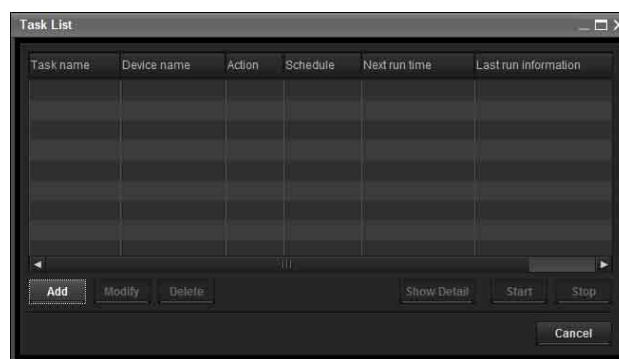 Task List
Task name Device name Action Schedule Next run time Last run information
Add Modify Delete Show Detail Start Stop
Cancel